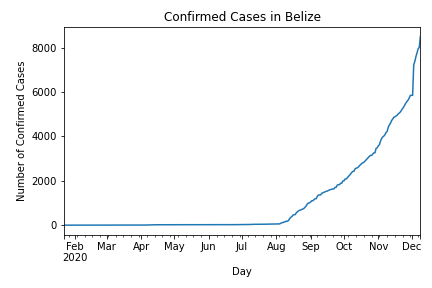 Confirmed Cases in Belize
Number of Confirmed Cases
8000
6000
4000
2000
0
Feb Mar Apr May Jun Jul Aug Sep Oct Nov Dec
2020
Day